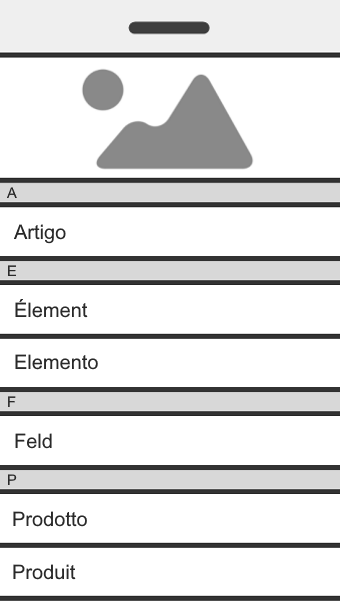 A
Artigo
E
Élement
Elemento
F
Feld
P
Prodotto
Produit